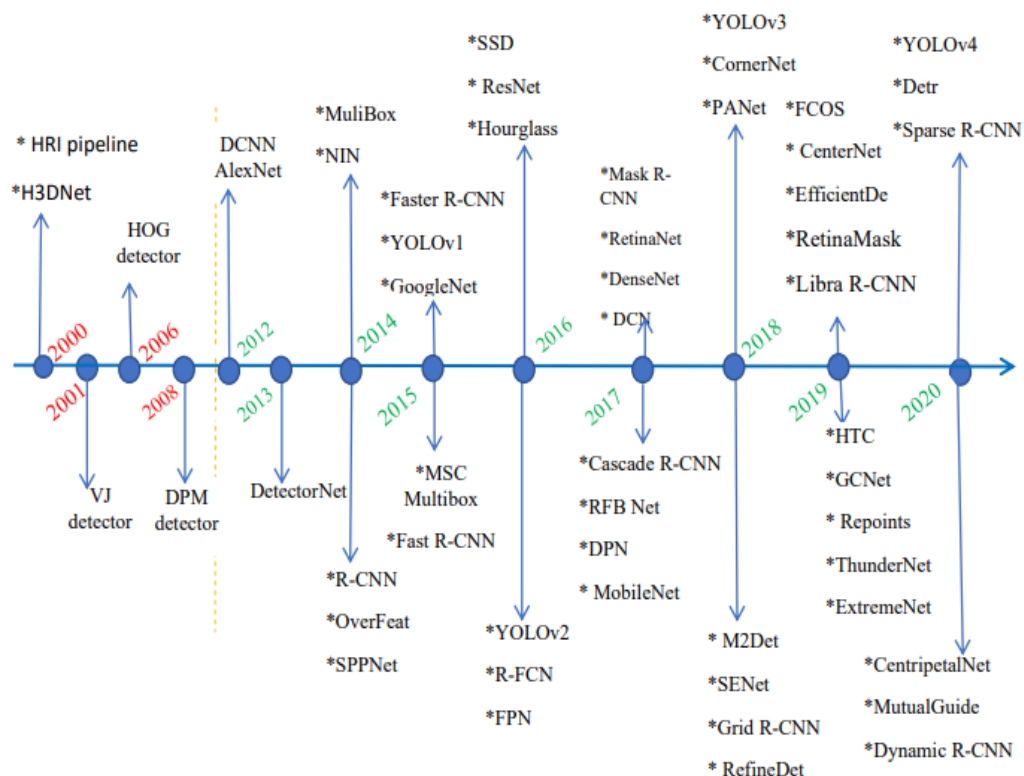 * HRI pipeline
*H3DNet
2000
2001
VJ
detector
HOG
detector
2006
2008
DPM
detector
DCNN
AlexNet
2012
2013
DetectorNet
*MuliBox
*NIN
2014
*R-CNN
*OverFeat
*SPPNet
*Faster R-CNN
*YOLOv1
*GoogleNet
2015
*MSC
Multibox
*Fast R-CNN
*SSD
* ResNet
*Hourglass
2016
*YOLOv2
*R-FCN
*FPN
*Mask R-
CNN
*RetinaNet
*DenseNet
* DCN
2017
*Cascade R-CNN
*RFB Net
*DPN
* MobileNet
*YOLOv3
*CornerNet
*PANet
2018
* M2Det
*SENet
*Grid R-CNN
* RefineDet
*FCOS
* CenterNet
*EfficientDe
*RetinaMask
*Libra R-CNN
2019
*HTC
*GCNet
* Repoints
*ThunderNet
*ExtremeNet
*YOLOv4
*Detr
*Sparse R-CNN
2020
*CentripetalNet
*MutualGuide
*Dynamic R-CNN